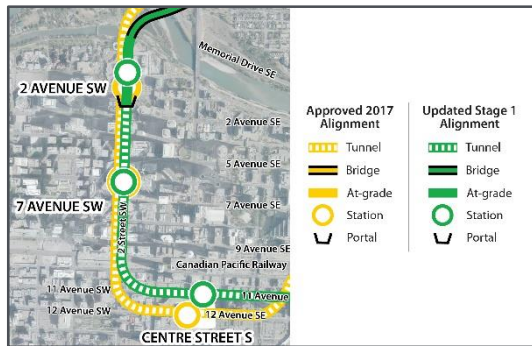 Memorial Drive SE
2 AVENUE SW
2 Avenue SE
5 Avenue SE
7 AVENUE SW
7 Avenue SE
2 Street SW
9 Avenue SE
Canadian Pacific Railway
11 Avenue SW
11 Avenue
12 Avenue SW
12 Avenue SE
CENTRE STREET S
Approved 2017
Alignment
Tunnel
Bridge
At-grade
Station
Portal
Updated Stage 1
Alignment
Tunnel
Bridge
At-grade
Station
Portal